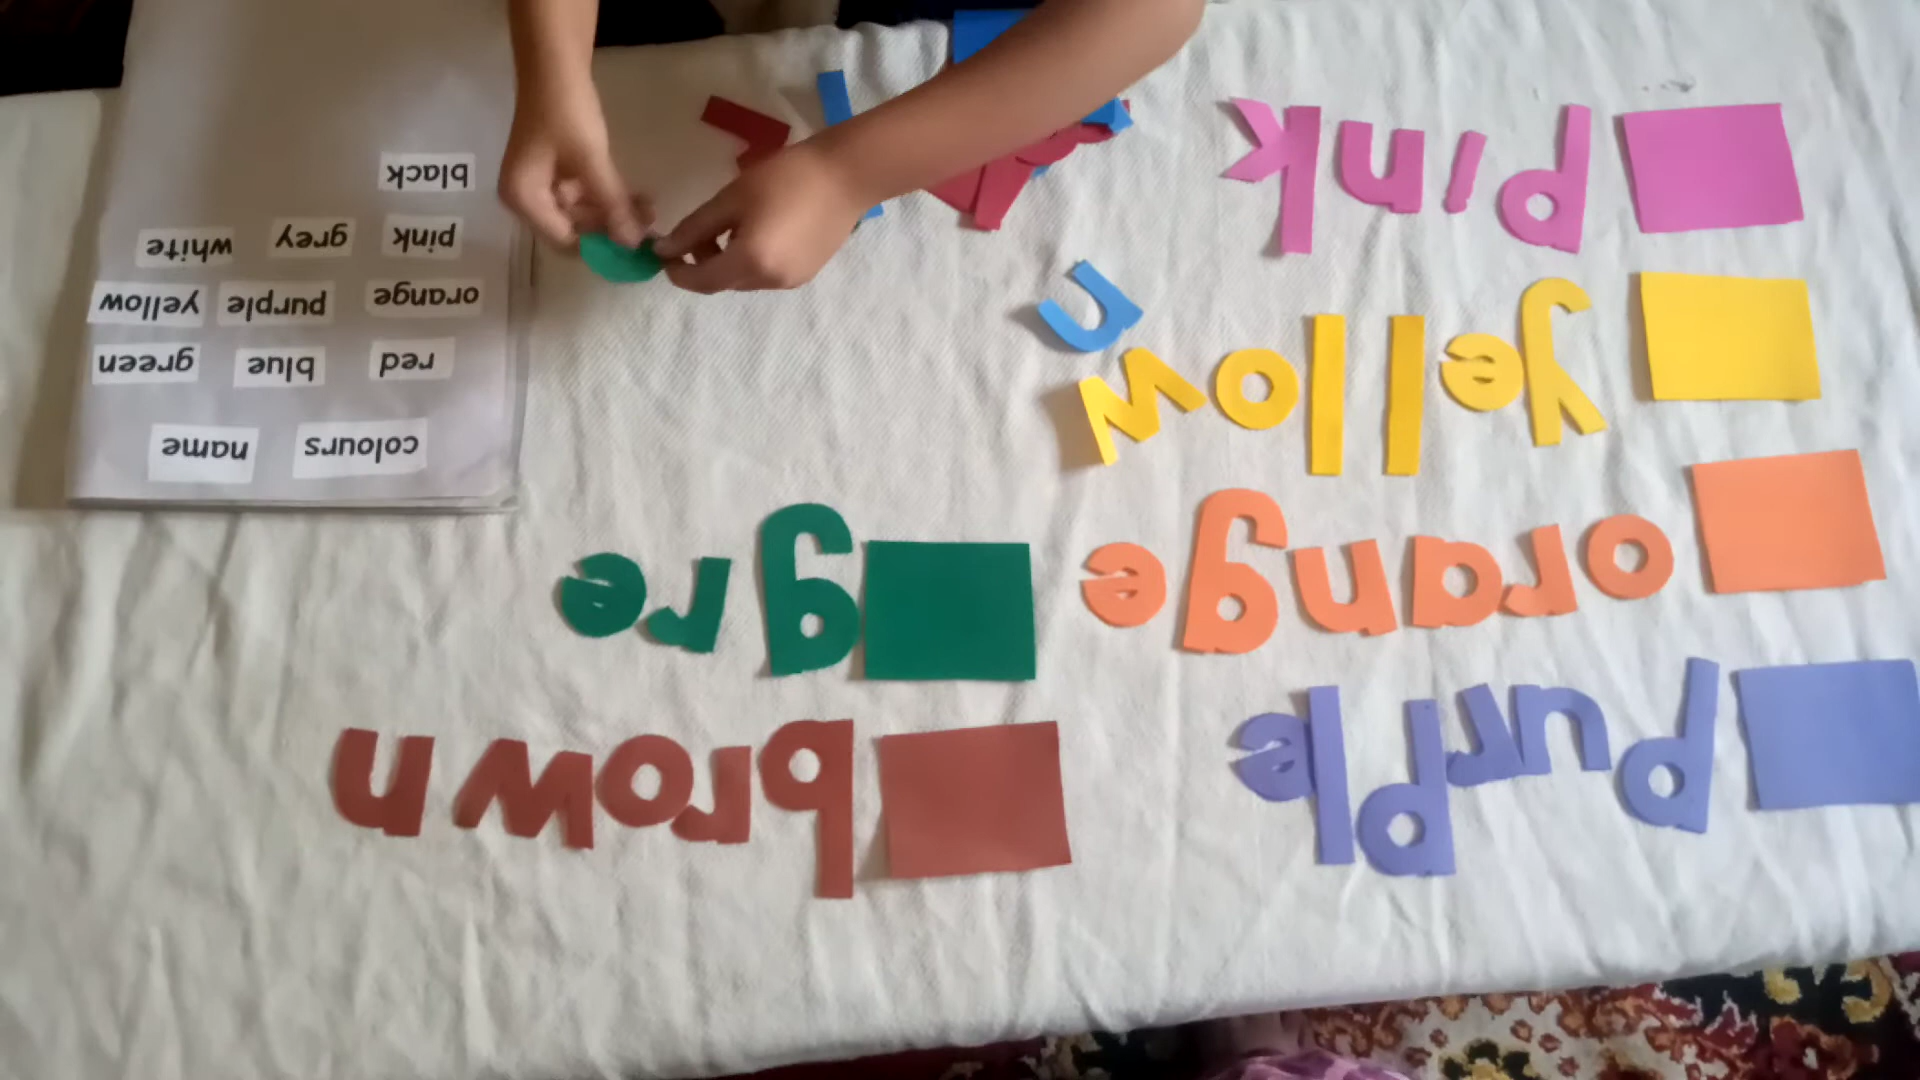 colours name
red blue green
orange purple yellow
pink grey white
black
purple
orange
yellow
u
pink
brown
gre